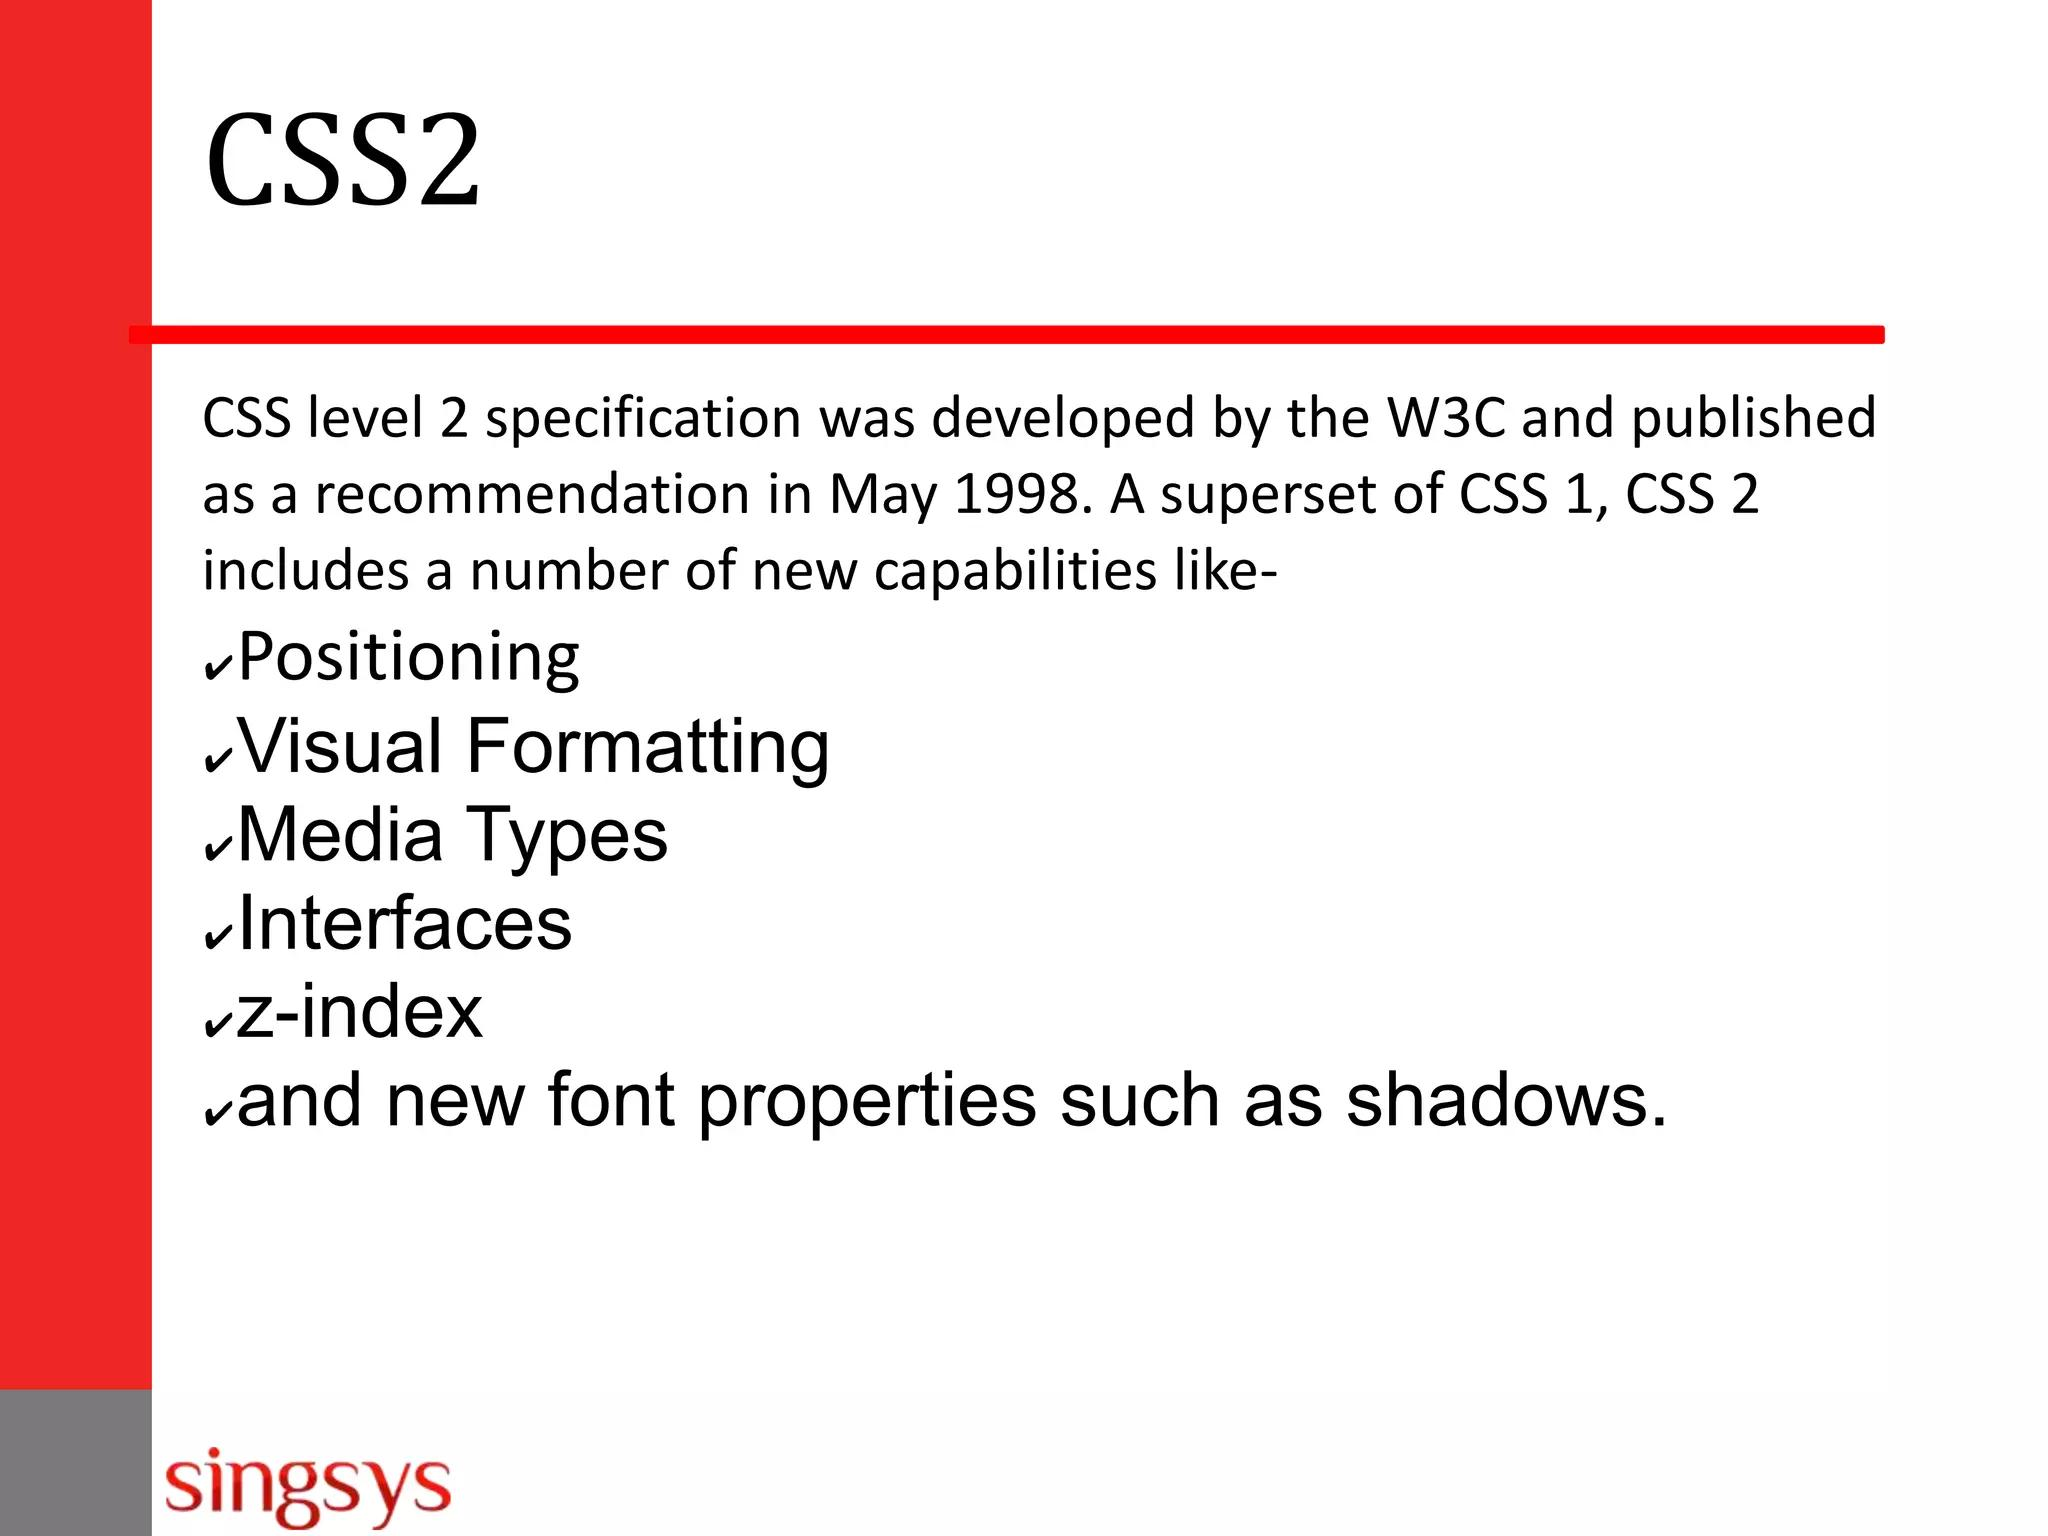 CSS2
CSS level 2 specification was developed by the W3C and published
as a recommendation in May 1998. A superset of CSS 1, CSS 2
includes a number of new capabilities like-
✔Positioning
✔Visual Formatting
✔Media Types
✔Interfaces
✔z-index
✔and new font properties such as shadows.
singsys